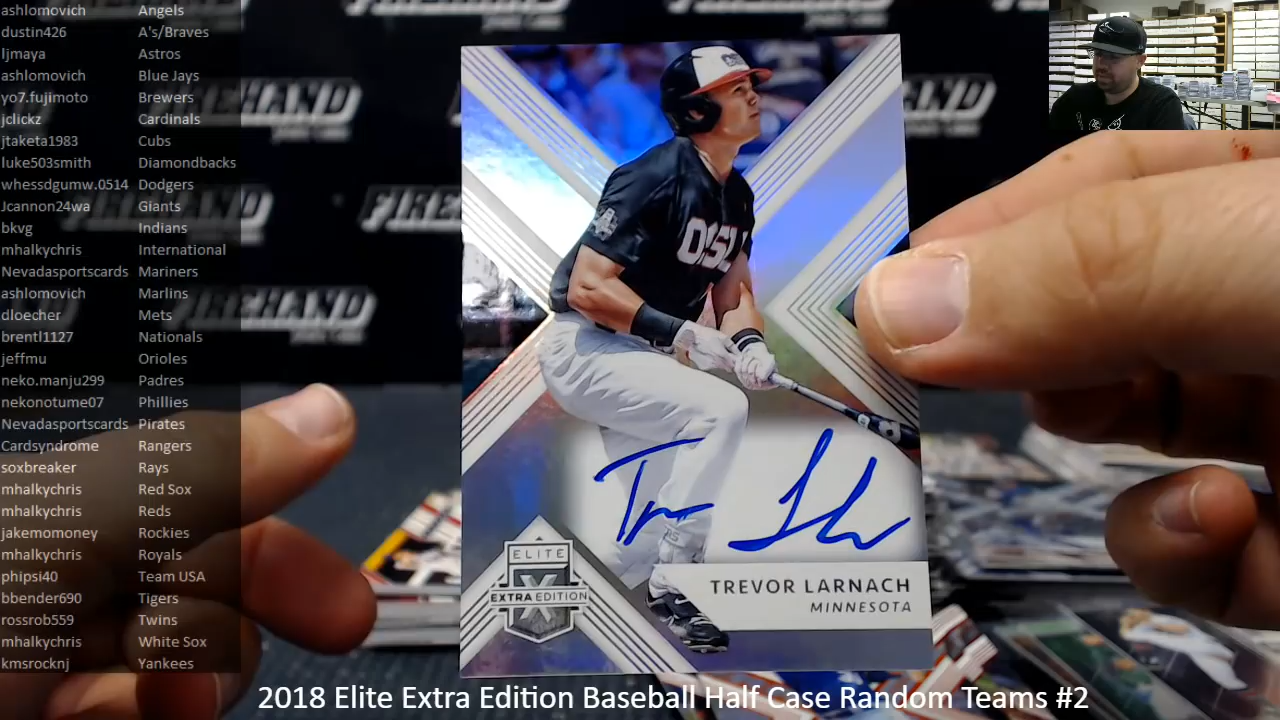 ashlomovich Angels
dustin426 A's/Braves
ljmaya Astros
ashlomovich Blue Jays
yo7.fujimoto Brewers
jclickz Cardinals
jtaketa1983 Cubs
luke503smith Diamondbacks
whessdgumw.0514 Dodgers
Jcannon24wa Giants
bkvg Indians
mhalkychris International
Nevadasportscards Mariners
ashlomovich Marlins
dloecher Mets
brentl1127 Nationals
jeffmu Orioles
neko.manju299 Padres
nekonotume07 Phillies
Nevadasportscards Pirates
Cardsyndrome Rangers
soxbreaker Rays
mhalkychris Red Sox
mhalkychris Reds
jakemomoney Rockies
mhalkychris Royals
phipsi40 Team USA
bbender690 Tigers
rossrob559 Twins
mhalkychris White Sox
kmsrocknj Yankees
FIREHAND
FIREHAND
OSU
ELITE
X
EXTRA EDITION
TREVOR LARNACH
MINNESOTA
2018 Elite Extra Edition Baseball Half Case Random Teams #2